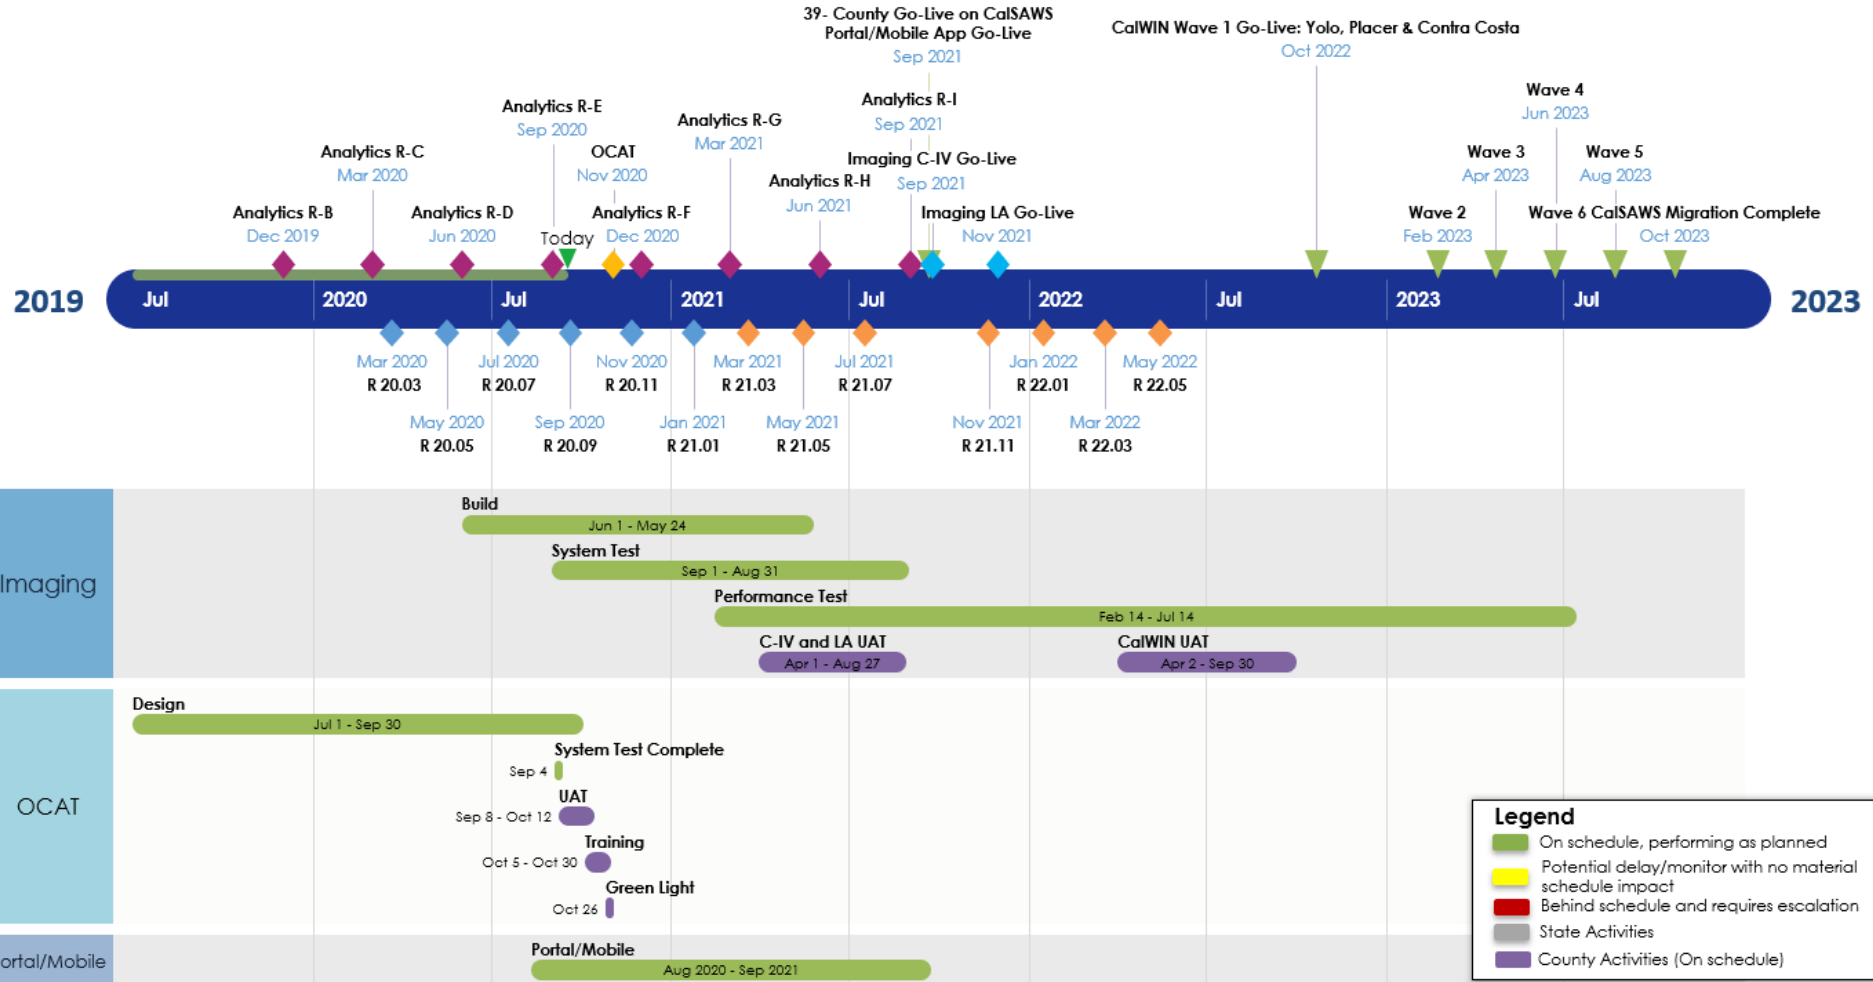 39- County Go-Live on CalSAWS
Portal/Mobile App Go-Live
Sep 2021
CalWIN Wave 1 Go-Live: Yolo, Placer & Contra Costa
Oct 2022
Analytics R-E
Sep 2020
Analytics R-G
Mar 2021
Analytics R-I
Sep 2021
Wave 4
Jun 2023
Analytics R-C
Mar 2020
OCAT
Nov 2020
Imaging C-IV Go-Live
Sep 2021
Analytics R-H
Jun 2021
Wave 3
Apr 2023
Wave 5
Aug 2023
Analytics R-B
Dec 2019
Analytics R-D
Jun 2020
Today
Analytics R-F
Dec 2020
Imaging LA Go-Live
Nov 2021
Wave 2
Feb 2023
Wave 6 CalSAWS Migration Complete
Oct 2023
2019
Jul
2020
Jul
2021
Jul
2022
Jul
2023
Jul
2023
Mar 2020
R 20.03
Jul 2020
R 20.07
Nov 2020
R 20.11
Mar 2021
R 21.03
Jul 2021
R 21.07
Jan 2022
R 22.01
May 2022
R 22.05
May 2020
R 20.05
Sep 2020
R 20.09
Jan 2021
R 21.01
May 2021
R 21.05
Nov 2021
R 21.11
Mar 2022
R 22.03
Imaging
Build
Jun 1 - May 24
System Test
Sep 1 - Aug 31
Performance Test
Feb 14 - Jul 14
C-IV and LA UAT
Apr 1 - Aug 27
CalWIN UAT
Apr 2 - Sep 30
OCAT
Design
Jul 1 - Sep 30
System Test Complete
Sep 4
UAT
Sep 8 - Oct 12
Training
Oct 5 - Oct 30
Green Light
Oct 26
ortal/Mobile
Portal/Mobile
Aug 2020 - Sep 2021
Legend
On schedule, performing as planned
Potential delay/monitor with no material
schedule impact
Behind schedule and requires escalation
State Activities
County Activities (On schedule)